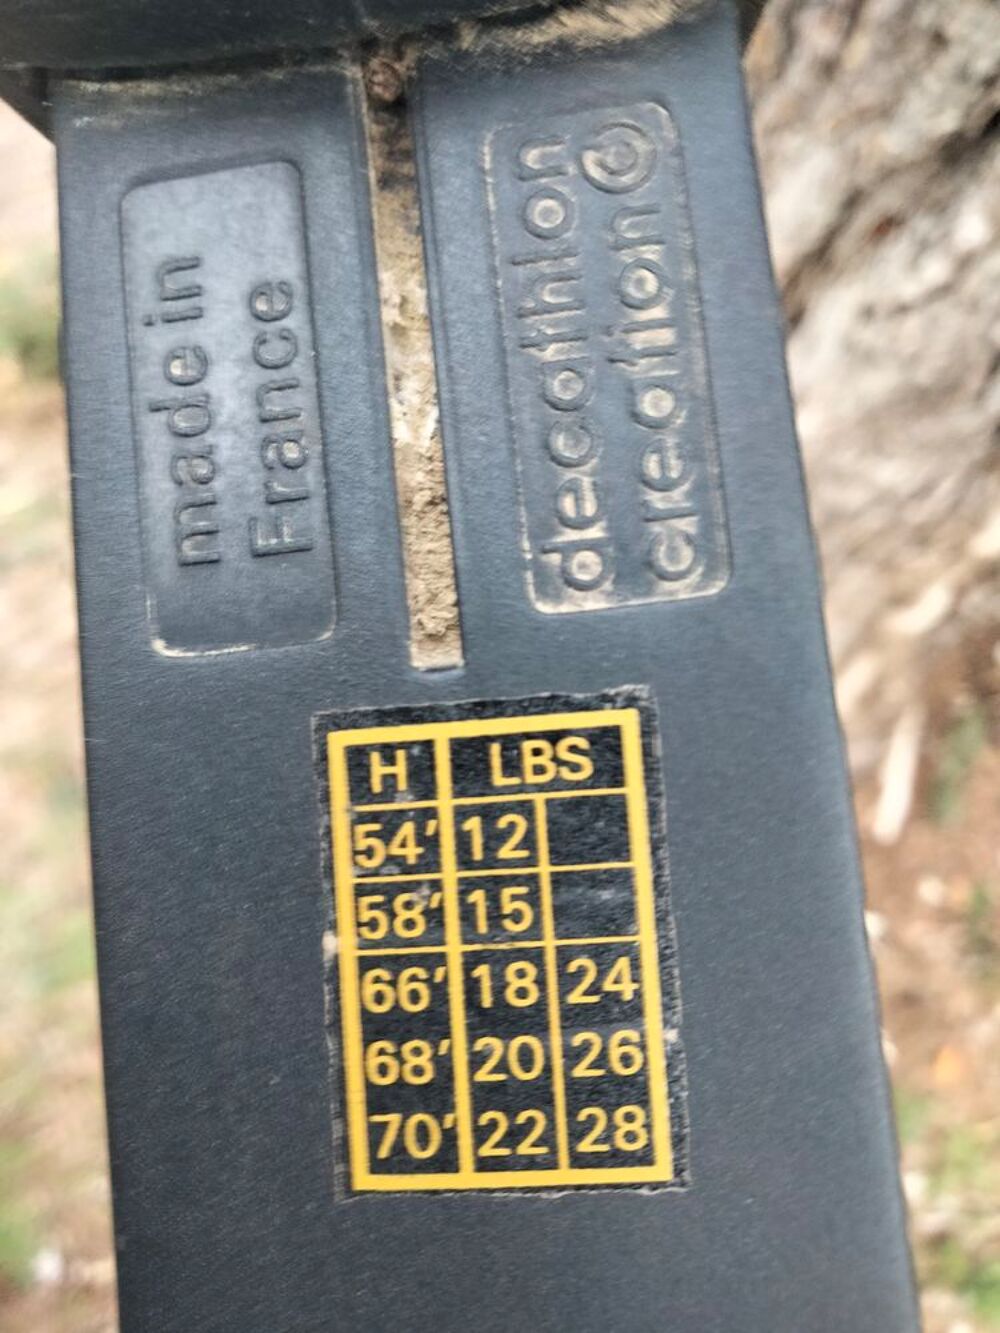 made in
France
decathlon
creation
H LBS
54' 12
58' 15
66' 18 24
68' 20 26
70' 22 28